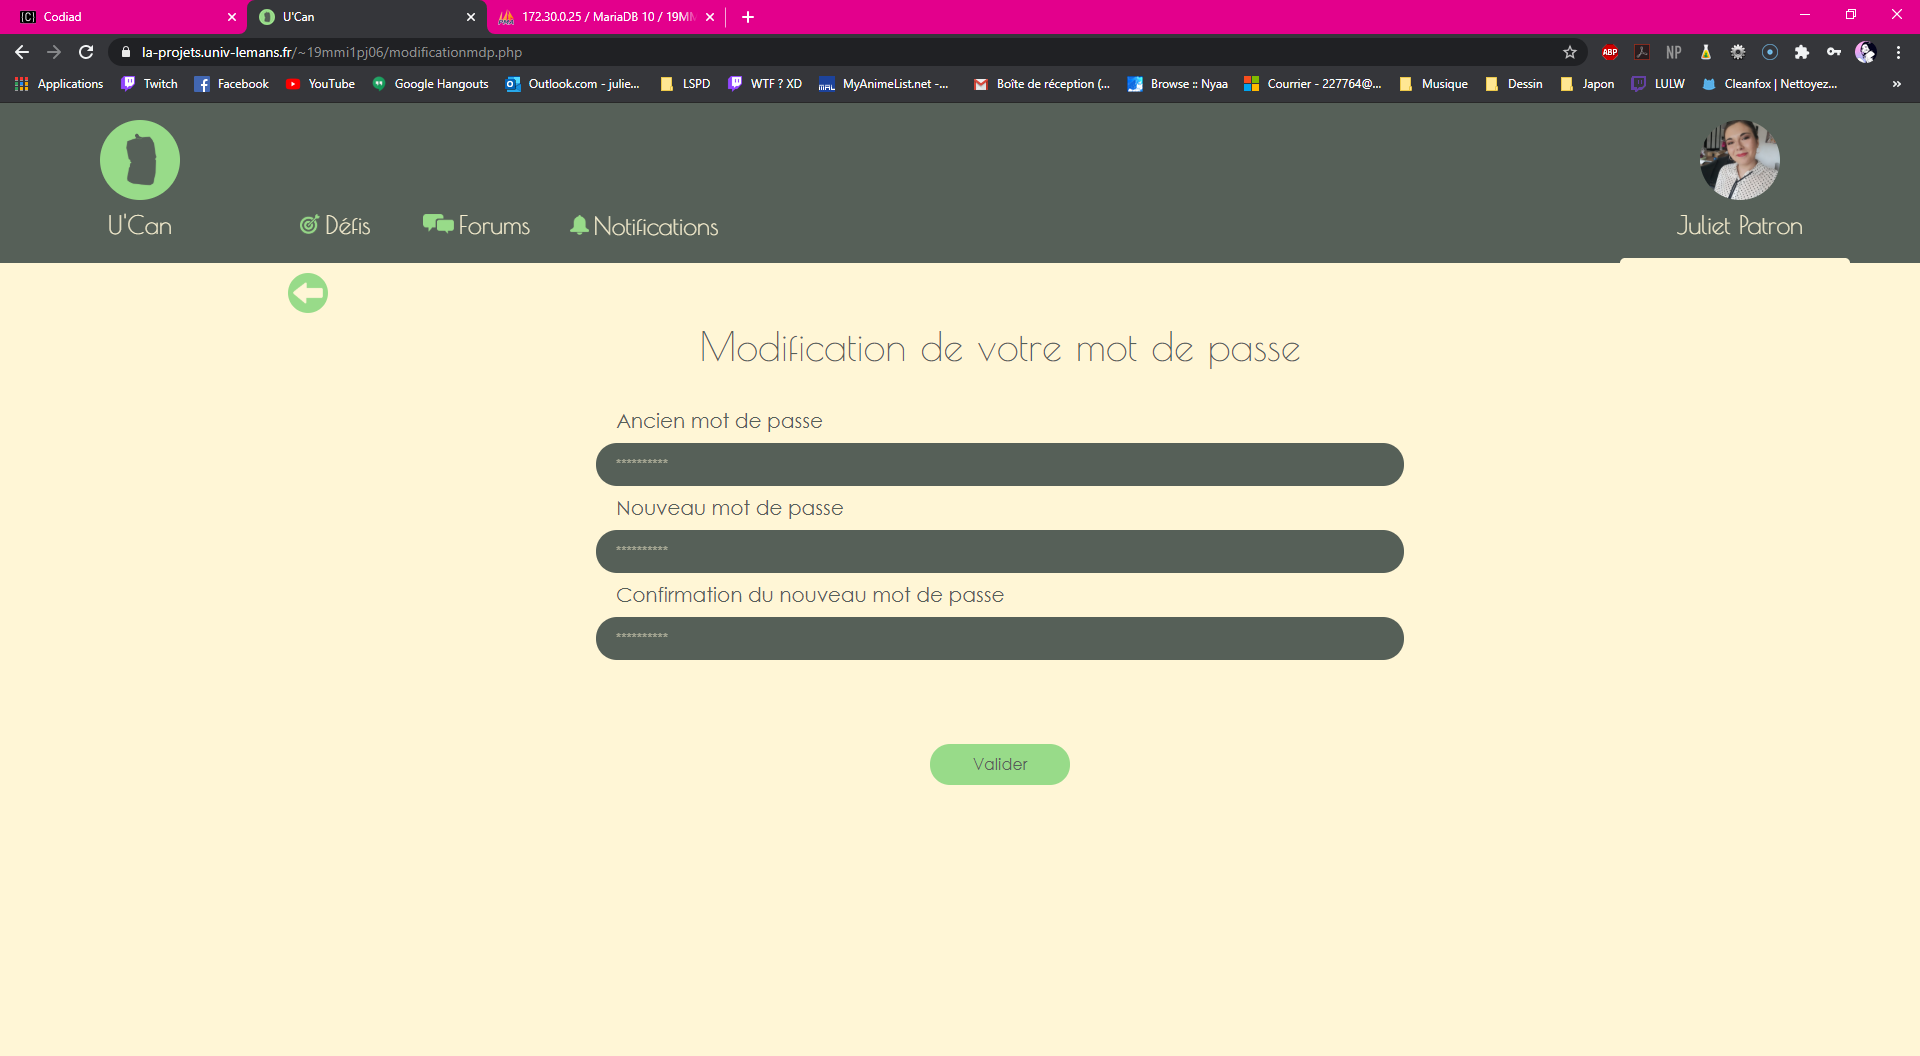 Codiad
U'Can
172.30.0.25 / MariaDB 10 / 19MM
la-projets.univ-lemans.fr/~19mmi1pj06/modificationmdp.php
ABP
NP
Applications
Twitch
Facebook
YouTube
Google Hangouts
Outlook.com - julie...
LSPD
WTF ? XD
MAL
MyAnimeList.net -...
Boîte de réception (...
Browse :: Nyaa
Courrier - 227764@...
Musique
Dessin
Japon
LULW
Cleanfox | Nettoyez...
»
U'Can
Défis
Forums
Notifications
Juliet Patron
Modification de votre mot de passe
Ancien mot de passe
**********
Nouveau mot de passe
**********
Confirmation du nouveau mot de passe
**********
Valider